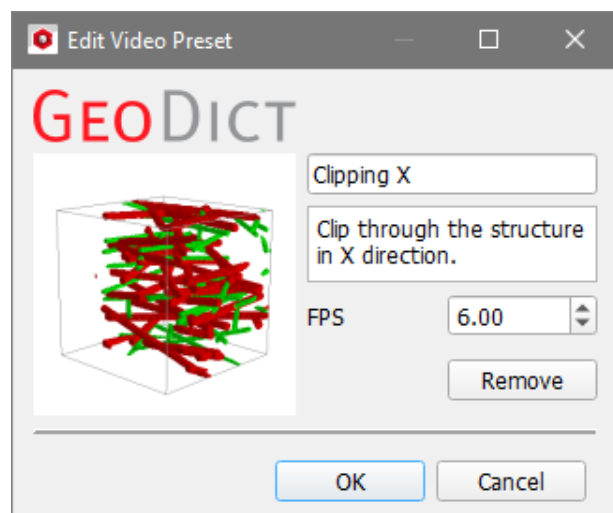 Edit Video Preset
GEODICT
Clipping X
Clip through the structure
in X direction.
FPS
6.00
Remove
OK
Cancel